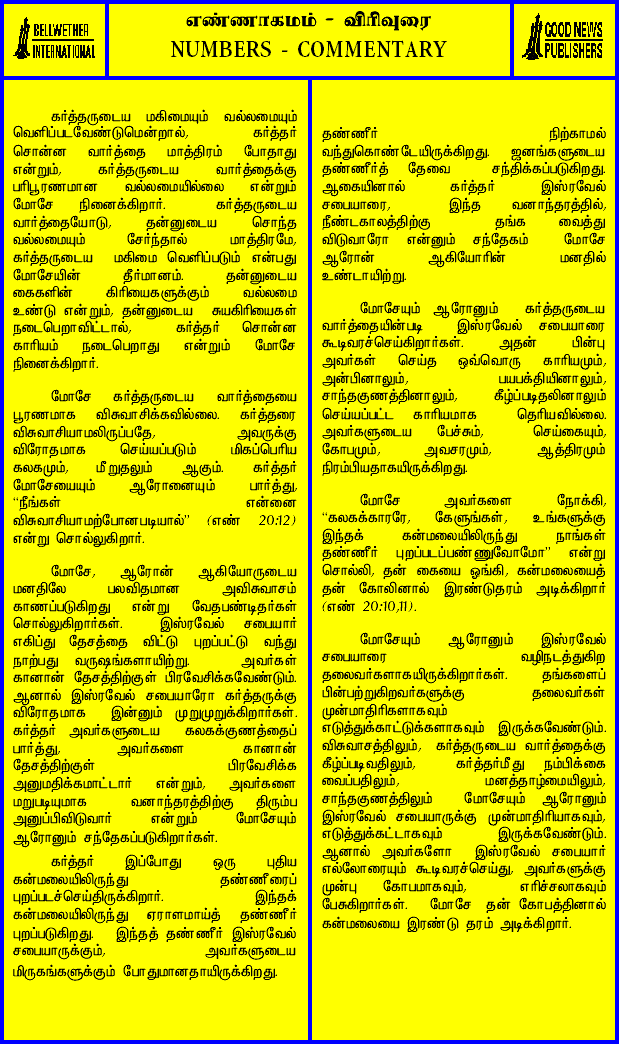 BELLWETHER
INTERNATIONAL
எண்ணாகமம் - விரிவுரை
NUMBERS - COMMENTARY
GOOD NEWS
PUBLISHERS
கர்த்தருடைய மகிமையும் வல்லமையும்
வெளிப்படவேண்டுமென்றால், கர்த்தர்
சொன்ன வார்த்தை மாத்திரம் போதாது
என்றும், கர்த்தருடைய வார்த்தைக்கு
பரிபூரணமான வல்லமையில்லை என்றும்
மோசே நினைக்கிறார். கர்த்தருடைய
வார்த்தையோடு, தன்னுடைய சொந்த
வல்லமையும் சேர்ந்தால் மாத்திரமே,
கர்த்தருடைய மகிமை வெளிப்படும் என்பது
மோசேயின் தீர்மானம். தன்னுடைய
கைகளின் கிரியைகளுக்கும் வல்லமை
உண்டு என்றும், தன்னுடைய சுயகிரியைகள்
நடைபெறாவிட்டால், கர்த்தர் சொன்ன
காரியம் நடைபெறாது என்றும் மோசே
நினைக்கிறார்.
மோசே கர்த்தருடைய வார்த்தையை
பூரணமாக விசுவாசிக்கவில்லை. கர்த்தரை
விசுவாசியாமலிருப்பதே, அவருக்கு
விரோதமாக செய்யப்படும் மிகப்பெரிய
கலகமும், மீறுதலும் ஆகும். கர்த்தர்
மோசேயையும் ஆரோனையும் பார்த்து,
“நீங்கள் என்னை
விசுவாசியாமற்போனபடியால்” (எண் 20:12)
என்று சொல்லுகிறார்.
மோசே, ஆரோன் ஆகியோருடைய
மனதிலே பலவிதமான அவிசுவாசம்
காணப்படுகிறது என்று வேதபண்டிதர்கள்
சொல்லுகிறார்கள். இஸ்ரவேல் சபையார்
எகிப்து தேசத்தை விட்டு புறப்பட்டு வந்து
நாற்பது வருஷங்களாயிற்று. அவர்கள்
கானான் தேசத்திற்குள் பிரவேசிக்கவேண்டும்.
ஆனால் இஸ்ரவேல் சபையாரோ கர்த்தருக்கு
விரோதமாக இன்னும் முறுமுறுக்கிறார்கள்.
கர்த்தர் அவர்களுடைய கலகக்குணத்தைப்
பார்த்து, அவர்களை கானான்
தேசத்திற்குள் பிரவேசிக்க
அனுமதிக்கமாட்டார் என்றும், அவர்களை
மறுபடியுமாக வனாந்தரத்திற்கு திரும்ப
அனுப்பிவிடுவார் என்றும் மோசேயும்
ஆரோனும் சந்தேகப்படுகிறார்கள்.
கர்த்தர் இப்போது ஒரு புதிய
கன்மலையிலிருந்து தண்ணீரைப்
புறப்படச்செய்திருக்கிறார். இந்தக்
கன்மலையிலிருந்து ஏராளமாய்த் தண்ணீர்
புறப்படுகிறது. இந்தத் தண்ணீர் இஸ்ரவேல்
சபையாருக்கும், அவர்களுடைய
மிருகங்களுக்கும் போதுமானதாயிருக்கிறது.
தண்ணீர் நிற்காமல்
வந்துகொண்டேயிருக்கிறது. ஜனங்களுடைய
தண்ணீர்த் தேவை சந்திக்கப்படுகிறது.
ஆகையினால் கர்த்தர் இஸ்ரவேல்
சபையாரை, இந்த வனாந்தரத்தில்,
நீண்டகாலத்திற்கு தங்க வைத்து
விடுவாரோ என்னும் சந்தேகம் மோசே
ஆரோன் ஆகியோரின் மனதில்
உண்டாயிற்று.
மோசேயும் ஆரோனும் கர்த்தருடைய
வார்த்தையின்படி இஸ்ரவேல் சபையாரை
கூடிவரச்செய்கிறார்கள். அதன் பின்பு
அவர்கள் செய்த ஒவ்வொரு காரியமும்,
அன்பினாலும், பயபக்தியினாலும்,
சாந்தகுணத்தினாலும், கீழ்ப்படிதலினாலும்
செய்யப்பட்ட காரியமாக தெரியவில்லை.
அவர்களுடைய பேச்சும், செய்கையும்,
கோபமும், அவசரமும், ஆத்திரமும்
நிரம்பியதாகயிருக்கிறது.
மோசே அவர்களை நோக்கி,
“கலகக்காரரே, கேளுங்கள், உங்களுக்கு
இந்தக் கன்மலையிலிருந்து நாங்கள்
தண்ணீர் புறப்படப்பண்ணுவோமோ” என்று
சொல்லி, தன் கையை ஓங்கி, கன்மலையைத்
தன் கோலினால் இரண்டுதரம் அடிக்கிறார்
(எண் 20:10,11).
மோசேயும் ஆரோனும் இஸ்ரவேல்
சபையாரை வழிநடத்துகிற
தலைவர்களாகயிருக்கிறார்கள். தங்களைப்
பின்பற்றுகிறவர்களுக்கு தலைவர்கள்
முன்மாதிரிகளாகவும்
எடுத்துக்காட்டுக்களாகவும் இருக்கவேண்டும்.
விசுவாசத்திலும், கர்த்தருடைய வார்த்தைக்கு
கீழ்ப்படிவதிலும், கர்த்தர்மீது நம்பிக்கை
வைப்பதிலும், மனத்தாழ்மையிலும்,
சாந்தகுணத்திலும் மோசேயும் ஆரோனும்
இஸ்ரவேல் சபையாருக்கு முன்மாதிரியாகவும்,
எடுத்துக்கட்டாகவும் இருக்கவேண்டும்.
ஆனால் அவர்களோ இஸ்ரவேல் சபையார்
எல்லோரையும் கூடிவரச்செய்து, அவர்களுக்கு
முன்பு கோபமாகவும், எரிச்சலாகவும்
பேசுகிறார்கள். மோசே தன் கோபத்தினால்
கன்மலையை இரண்டு தரம் அடிக்கிறார்.